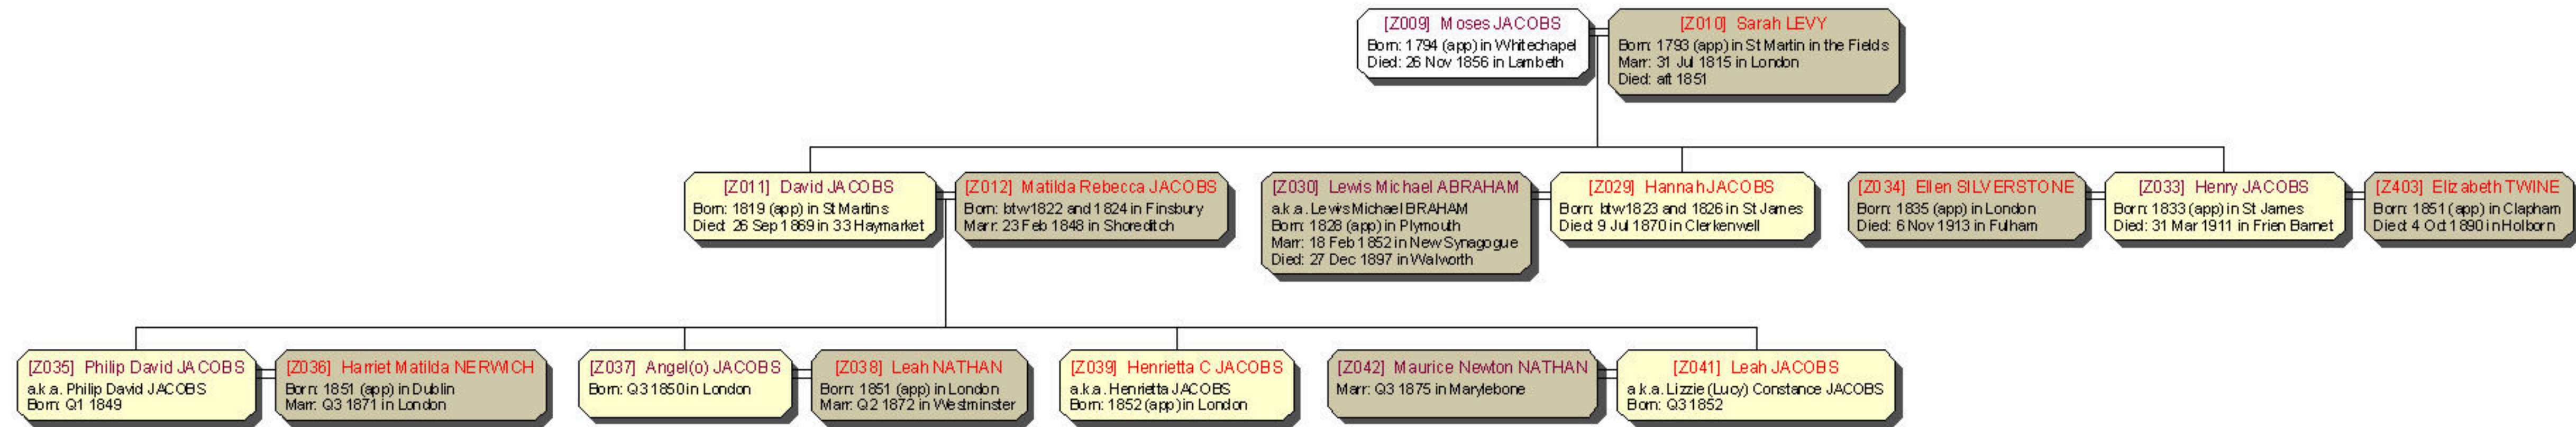 [Z009] Moses JACOBS
Born: 1794 (app) in Whitechapel
Died: 26 Nov 1856 in Lambeth
[Z010] Sarah LEVY
Born: 1793 (app) in St Martin in the Fields
Marr: 31 Jul 1815 in London
Died: aft 1851
[Z011] David JACOBS
Born: 1819 (app) in St Martins
Died: 26 Sep 1869 in 33 Haymarket
[Z012] Matilda Rebecca JACOBS
Born: btw 1822 and 1824 in Finsbury
Marr: 23 Feb 1848 in Shoreditch
[Z030] Lewis Michael ABRAHAM
a.k.a. Lewis Michael BRAHAM
Born: 1828 (app) in Plymouth
Marr: 18 Feb 1852 in New Synagogue
Died: 27 Dec 1897 in Walworth
[Z029] Hannah JACOBS
Born: btw 1823 and 1826 in St James
Died: 9 Jul 1870 in Clerkenwell
[Z034] Ellen SILVERSTONE
Born: 1835 (app) in London
Died: 6 Nov 1913 in Fulham
[Z033] Henry JACOBS
Born: 1833 (app) in St James
Died: 31 Mar 1911 in Frien Barnet
[Z403] Elizabeth TWINE
Born: 1851 (app) in Clapham
Died: 4 Oct 1890 in Holborn
[Z035] Philip David JACOBS
a.k.a. Philip David JACOBS
Born: Q1 1849
[Z036] Harriet Matilda NERWICH
Born: 1851 (app) in Dublin
Marr: Q3 1871 in London
[Z037] Angel(o) JACOBS
Born: Q3 1850 in London
[Z038] Leah NATHAN
Born: 1851 (app) in London
Marr: Q2 1872 in Westminster
[Z039] Henrietta C JACOBS
a.k.a. Henrietta JACOBS
Born: 1852 (app) in London
[Z042] Maurice Newton NATHAN
Marr: Q3 1875 in Marylebone
[Z041] Leah JACOBS
a.k.a. Lizzie (Lucy) Constance JACOBS
Born: Q3 1852